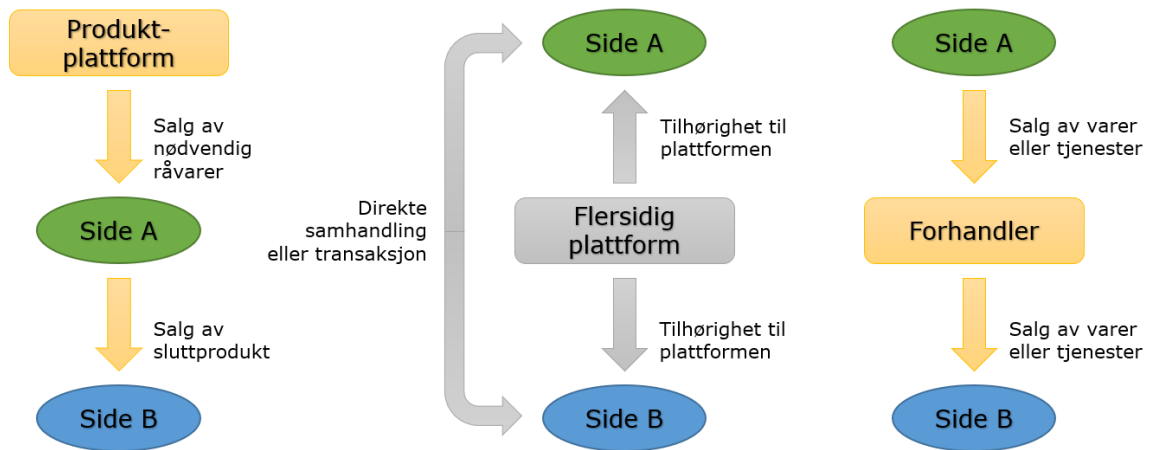 Produkt-
plattform
Salg av
nødvendig
råvarer
Side A
Salg av
sluttprodukt
Side B
Direkte
samhandling
eller transaksjon
Side A
Tilhørighet til
plattformen
Flersidig
plattform
Tilhørighet til
plattformen
Side B
Side A
Salg av varer
eller tjenester
Forhandler
Salg av varer
eller tjenester
Side B